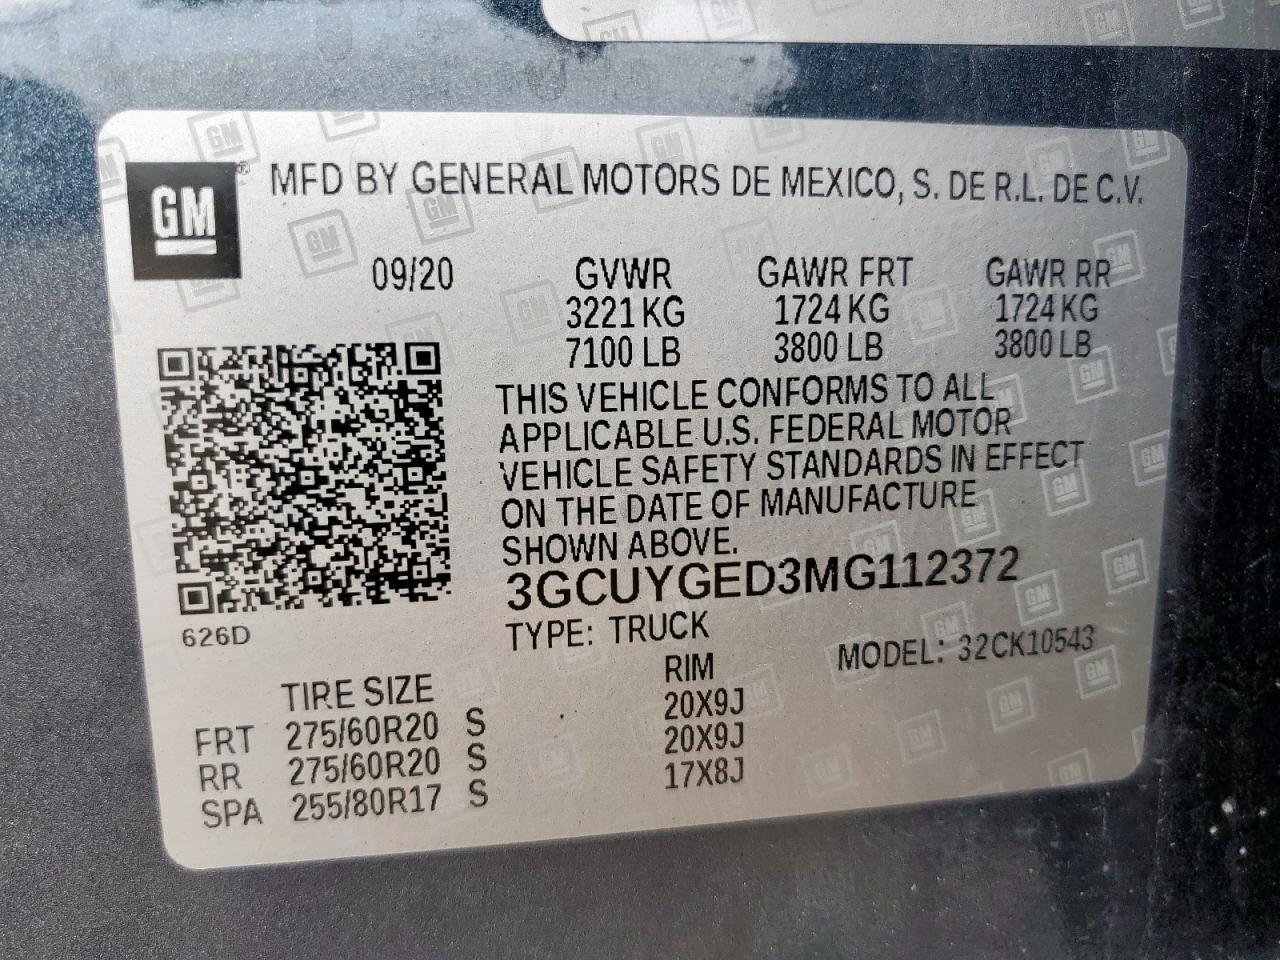 GM
® MFD BY GENERAL MOTORS DE MEXICO, S. DE R.L. DE C.V.
09/20 GVWR GAWR FRT GAWR RR
3221 KG 1724 KG 1724 KG
7100 LB 3800 LB 3800 LB
THIS VEHICLE CONFORMS TO ALL
APPLICABLE U.S. FEDERAL MOTOR
VEHICLE SAFETY STANDARDS IN EFFECT
ON THE DATE OF MANUFACTURE
SHOWN ABOVE.
3GCUYGED3MG112372
626D
TYPE: TRUCK MODEL: 32CK10543
TIRE SIZE RIM
FRT 275/60R20 S 20X9J
RR 275/60R20 S 20X9J
SPA 255/80R17 S 17X8J